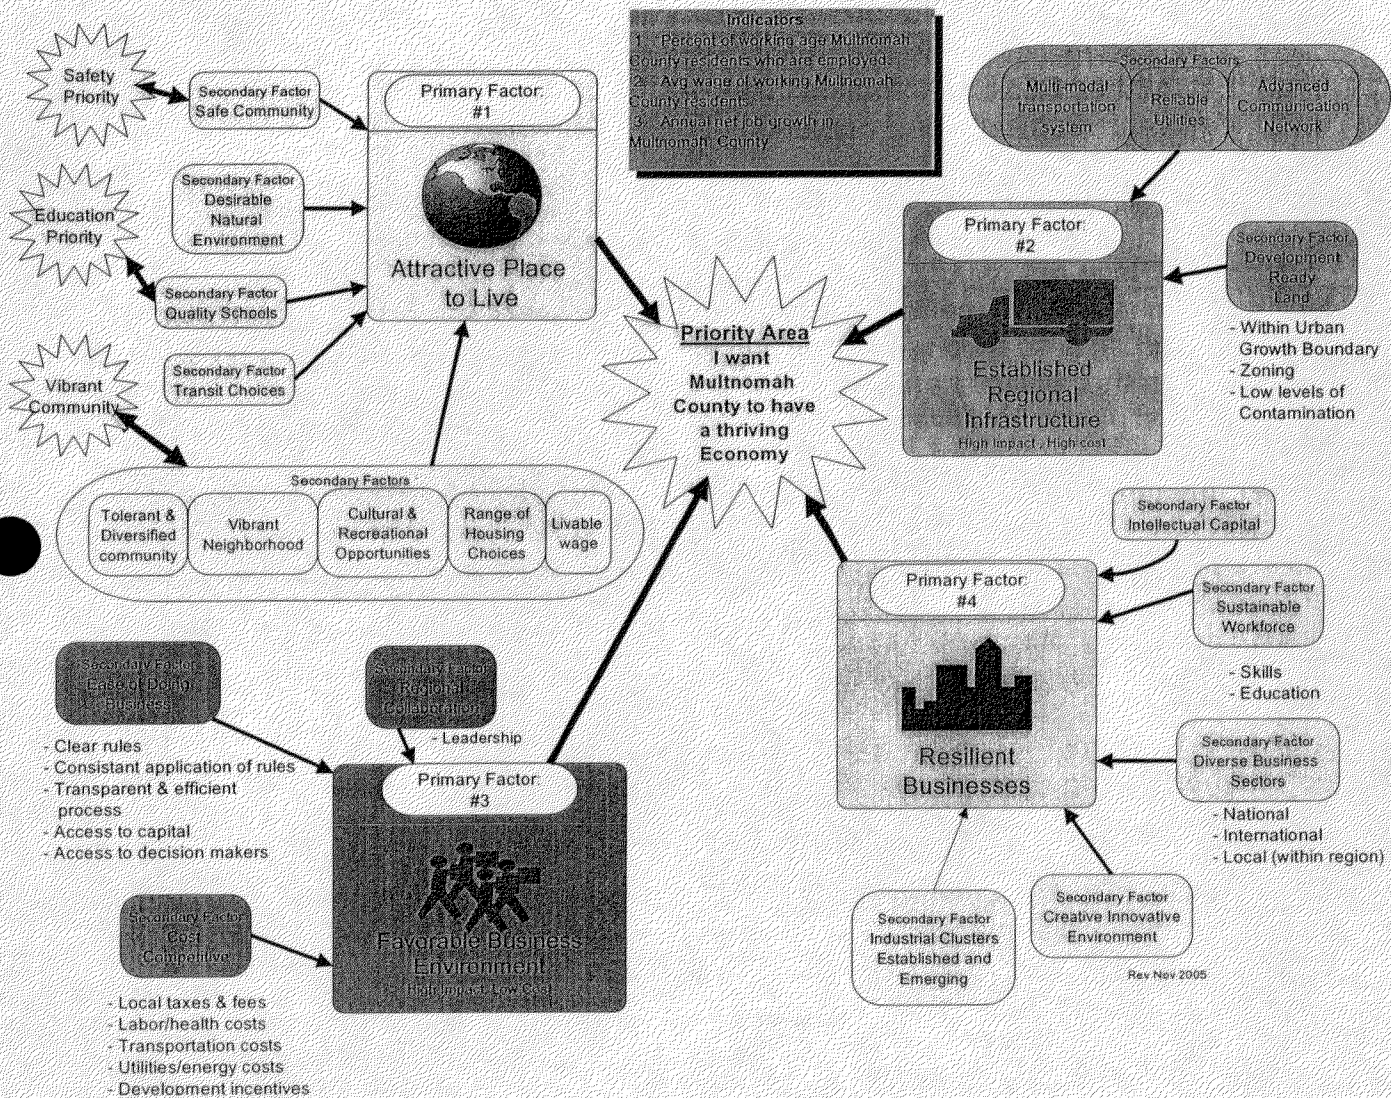 Indicators
1. Percent of working age Multnomah
County residents who are employed
2. Avg wage of working Multnomah
County residents
3. Annual net job growth in
Multnomah County
Safety
Priority
Secondary Factor
Safe Community
Education
Priority
Secondary Factor
Desirable
Natural
Environment
Secondary Factor
Quality Schools
Vibrant
Community
Secondary Factor
Transit Choices
Primary Factor:
#1
Attractive Place
to Live
Secondary Factors
Tolerant &
Diversified
community
Vibrant
Neighborhood
Cultural &
Recreational
Opportunities
Range of
Housing
Choices
Livable
wage
Priority Area
I want
Multnomah
County to have
a thriving
Economy
Secondary Factors
Multi-modal
transportation
system
Reliable
Utilities
Advanced
Communication
Network
Primary Factor:
#2
Established
Regional
Infrastructure
High Impact , High cost
Secondary Factor
Development
Ready
Land
- Within Urban
Growth Boundary
- Zoning
- Low levels of
Contamination
Secondary Factor
Ease of Doing
Business
- Clear rules
- Consistant application of rules
- Transparent & efficient
process
- Access to capital
- Access to decision makers
Secondary Factor
Regional
Collaboration
- Leadership
Secondary Factor
Cost
Competitive
- Local taxes & fees
- Labor/health costs
- Transportation costs
- Utilities/energy costs
- Development incentives
Primary Factor:
#3
Favorable Business
Environment
High Impact Low Cost
Primary Factor:
#4
Resilient
Businesses
Secondary Factor
Intellectual Capital
Secondary Factor
Sustainable
Workforce
- Skills
- Education
Secondary Factor
Diverse Business
Sectors
- National
- International
- Local (within region)
Secondary Factor
Industrial Clusters
Established and
Emerging
Secondary Factor
Creative Innovative
Environment
Rev Nov 2005